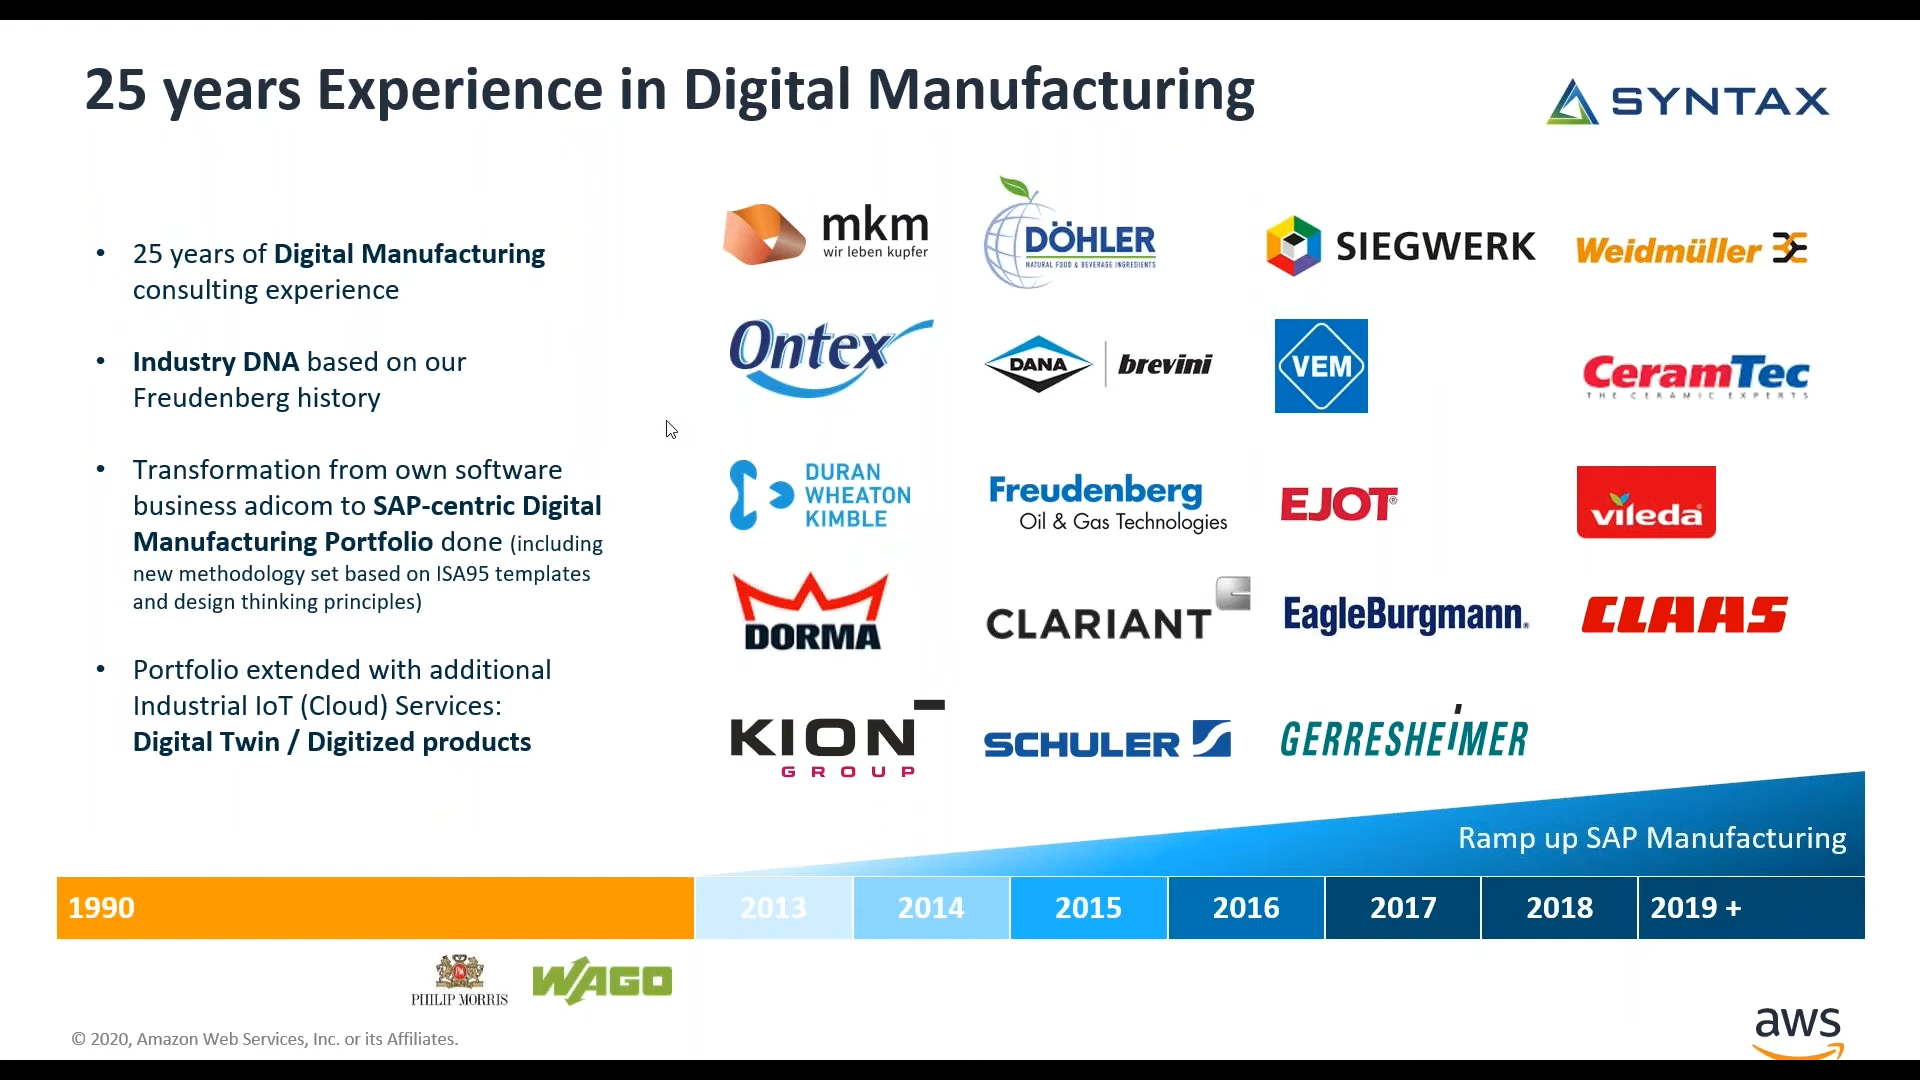 25 years Experience in Digital Manufacturing
SYNTAX
• 25 years of Digital Manufacturing
consulting experience
• Industry DNA based on our
Freudenberg history
• Transformation from own software
business adicom to SAP-centric Digital
Manufacturing Portfolio done (including
new methodology set based on ISA95 templates
and design thinking principles)
• Portfolio extended with additional
Industrial IoT (Cloud) Services:
Digital Twin / Digitized products
mkm
wir leben kupfer
DÖHLER
NATURAL FOOD & BEVERAGE INGREDIENTS
SIEGWERK
Weidmüller
Ontex
DANA
brevini
VEM
CeramTec
THE CERAMIC EXPERTS
DURAN
WHEATON
KIMBLE
Freudenberg
Oil & Gas Technologies
EJOT®
vileda
DORMA
CLARIANT
EagleBurgmann®
CLAAS
KION
GROUP
SCHULER
GERRESHEIMER
Ramp up SAP Manufacturing
1990
2013
2014
2015
2016
2017
2018
2019 +
PHILIP MORRIS
WAGO
© 2020, Amazon Web Services, Inc. or its Affiliates.
aws